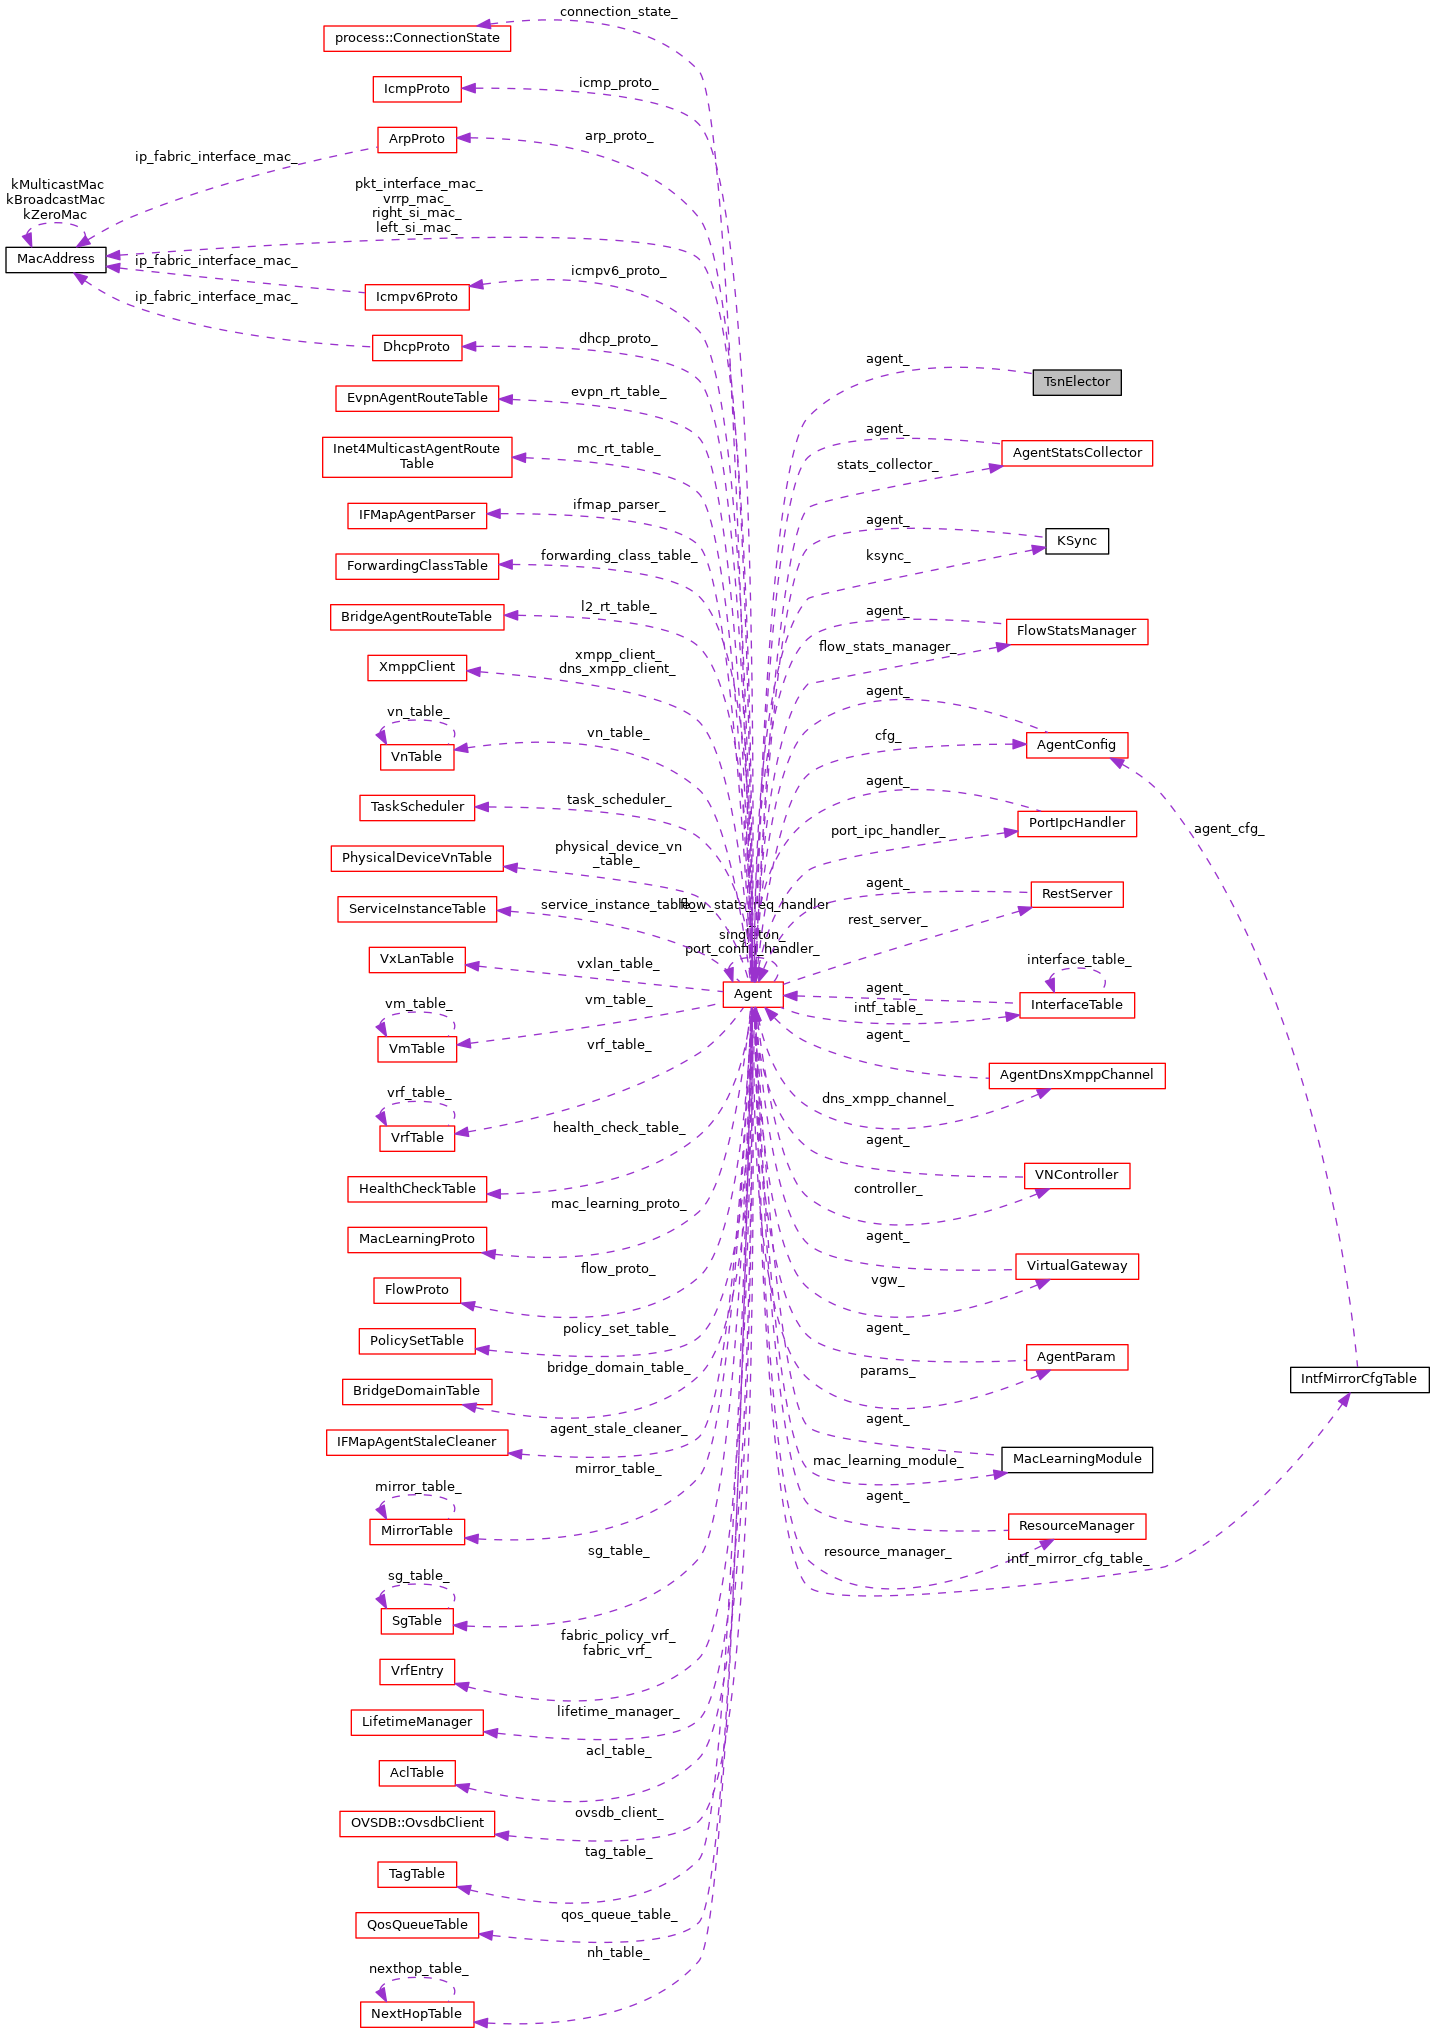 connection_state_
process::ConnectionState
icmp_proto_
IcmpProto
arp_proto_
ArpProto
ip_fabric_interface_mac_
kMulticastMac
kBroadcastMac
kZeroMac
pkt_interface_mac_
vrrp_mac_
right_si_mac_
left_si_mac_
MacAddress
ip_fabric_interface_mac_
icmpv6_proto_
Icmpv6Proto
ip_fabric_interface_mac_
dhcp_proto_
DhcpProto
agent_
TsnElector
evpn_rt_table_
EvpnAgentRouteTable
agent_
mc_rt_table_
Inet4MulticastAgentRoute
Table
AgentStatsCollector
stats_collector_
ifmap_parser_
IFMapAgentParser
agent_
KSync
ksync_
forwarding_class_table_
ForwardingClassTable
l2_rt_table_
BridgeAgentRouteTable
agent_
FlowStatsManager
flow_stats_manager_
xmpp_client_
dns_xmpp_client_
XmppClient
agent_
vn_table_
vn_table_
VnTable
cfg_
AgentConfig
agent_
task_scheduler_
TaskScheduler
PortIpcHandler
port_ipc_handler_
agent_cfg_
physical_device_vn
_table_
PhysicalDeviceVnTable
agent_
RestServer
rest_server_
service_instance_table_
ServiceInstanceTable
flow_stats_req_handler
_
singleton_
port_config_handler_
vxlan_table_
VxLanTable
interface_table_
Agent
agent_
intf_table_
InterfaceTable
vm_table_
vm_table_
VmTable
agent_
AgentDnsXmppChannel
dns_xmpp_channel_
vrf_table_
vrf_table_
VrfTable
health_check_table_
HealthCheckTable
agent_
VNController
controller_
mac_learning_proto_
MacLearningProto
agent_
VirtualGateway
vgw_
flow_proto_
FlowProto
policy_set_table_
PolicySetTable
agent_
AgentParam
params_
bridge_domain_table_
BridgeDomainTable
IntfMirrorCfgTable
agent_stale_cleaner_
IFMapAgentStaleCleaner
agent_
MacLearningModule
mac_learning_module_
mirror_table_
mirror_table_
MirrorTable
agent_
ResourceManager
resource_manager_
intf_mirror_cfg_table_
sg_table_
sg_table_
SgTable
fabric_policy_vrf_
fabric_vrf_
VrfEntry
lifetime_manager_
LifetimeManager
acl_table_
AclTable
ovsdb_client_
OVSDB::OvsdbClient
tag_table_
TagTable
qos_queue_table_
QosQueueTable
nh_table_
nexthop_table_
NextHopTable